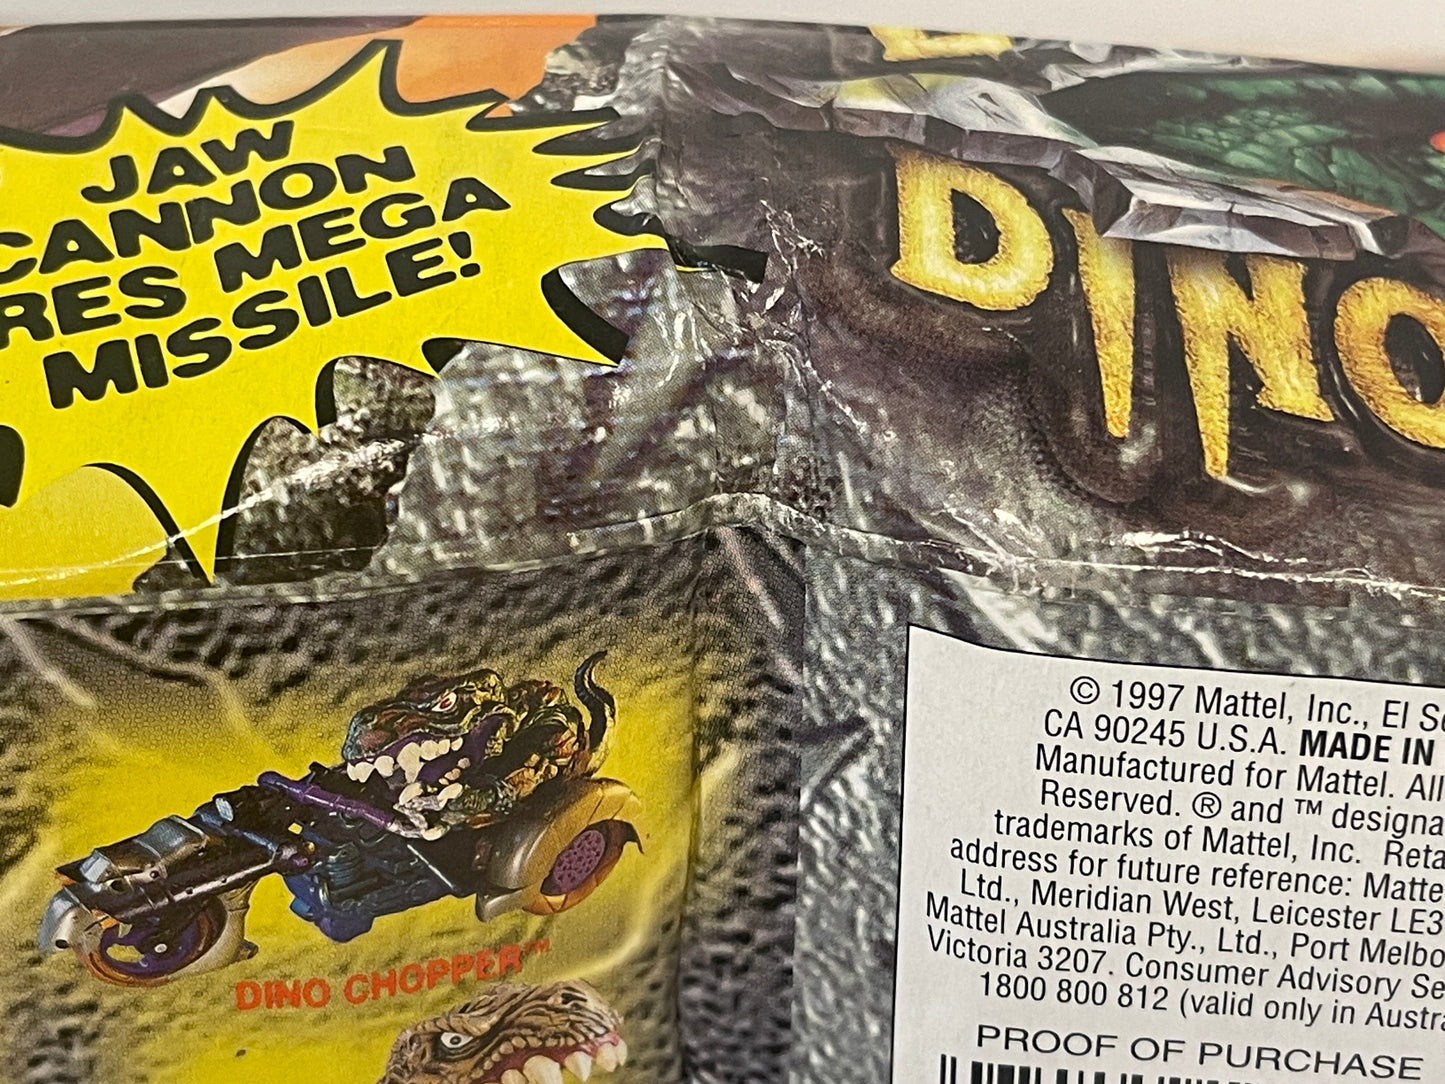 JAW
CANNON
RES MEGA
MISSILE!
DINO
DINO CHOPPER™
© 1997 Mattel, Inc., El S
CA 90245 U.S.A. MADE IN
Manufactured for Mattel. All
Reserved. ® and ™ designa
trademarks of Mattel, Inc. Reta
address for future reference: Matte
Ltd., Meridian West, Leicester LE3
Mattel Australia Pty., Ltd., Port Melbo
Victoria 3207. Consumer Advisory Se
1800 800 812 (valid only in Austra
PROOF OF PURCHASE